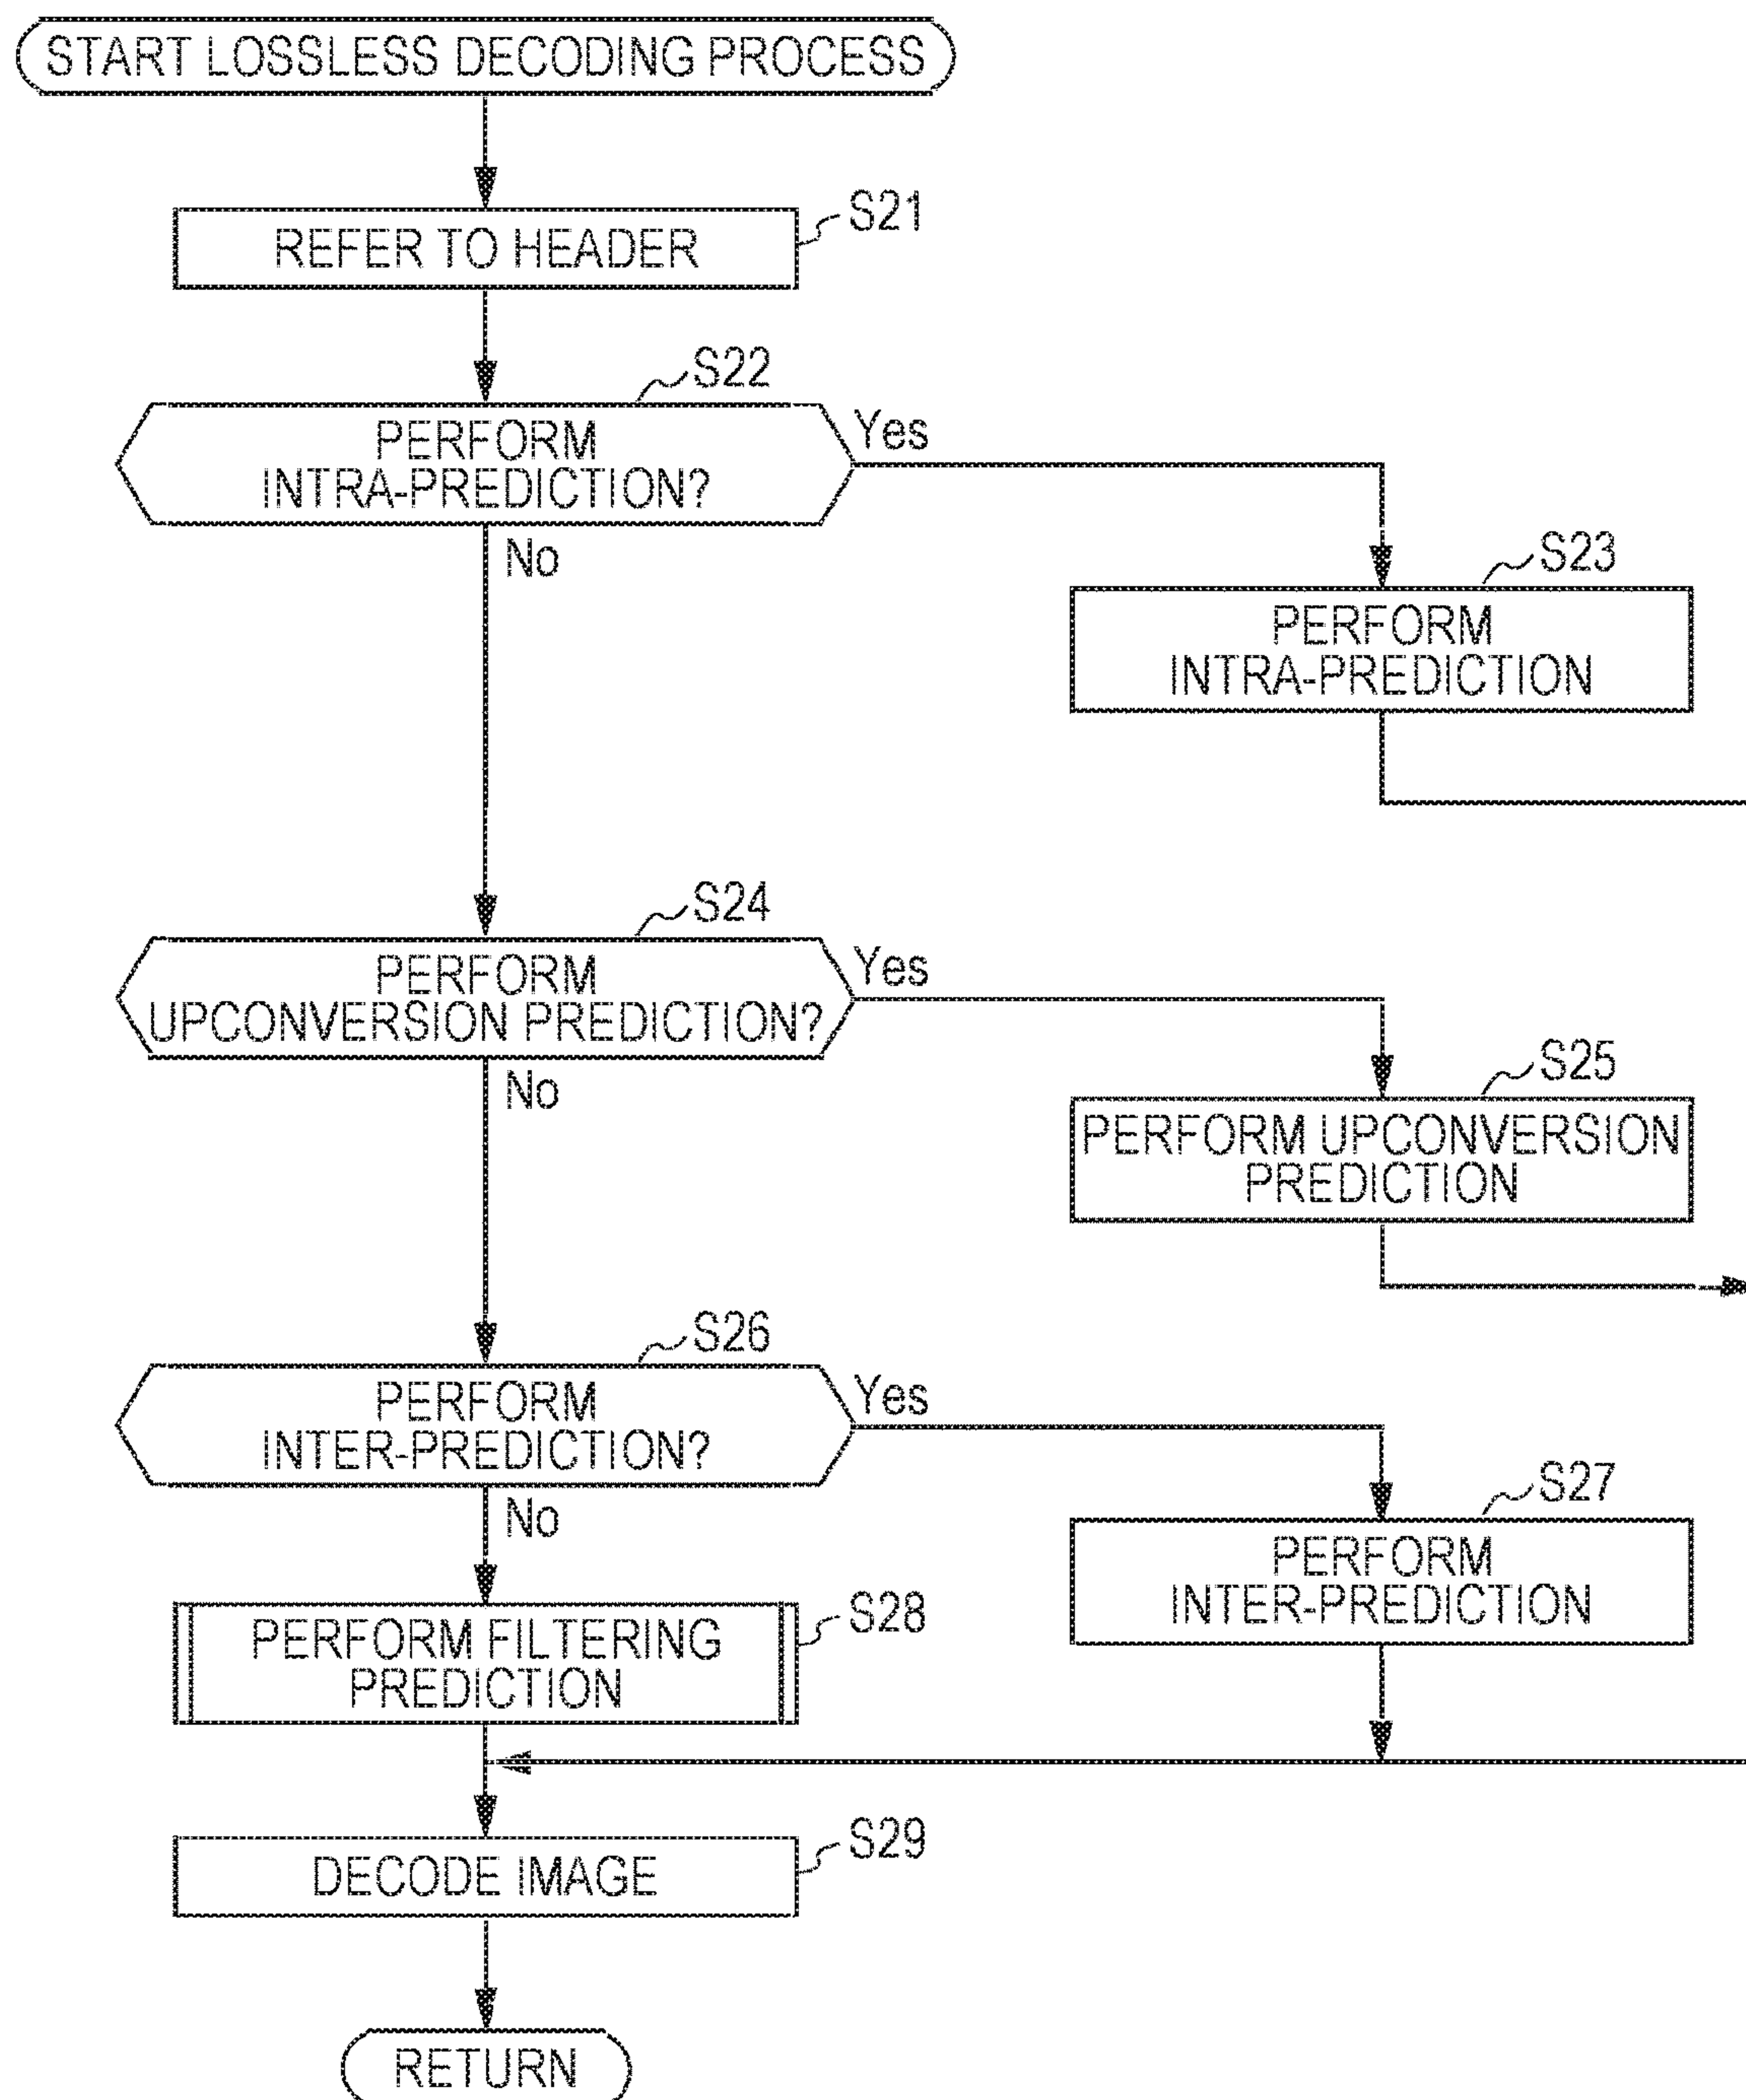 START LOSSLESS DECODING PROCESS
S21
REFER TO HEADER
S22
PERFORM
INTRA-PREDICTION?
Yes
No
S23
PERFORM
INTRA-PREDICTION
S24
PERFORM
UPCONVERSION PREDICTION?
Yes
No
S25
PERFORM UPCONVERSION
PREDICTION
S26
PERFORM
INTER-PREDICTION?
Yes
No
S27
PERFORM
INTER-PREDICTION
S28
PERFORM FILTERING
PREDICTION
S29
DECODE IMAGE
RETURN